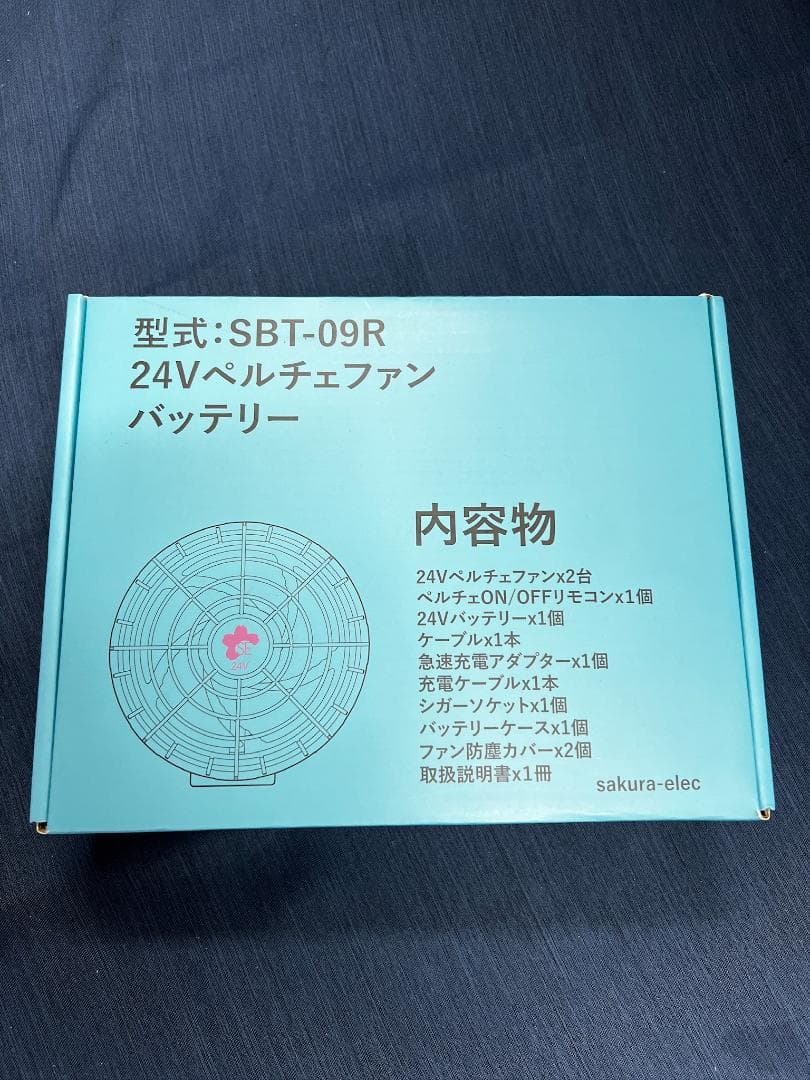 型式:SBT-09R
24Vペルチェファン
バッテリー
内容物
24Vペルチェファンx2台
ペルチェON/OFFリモコンx1個
24Vバッテリーx1個
ケーブルx1本
急速充電アダプターx1個
充電ケーブルx1本
シガーソケットx1個
バッテリーケースx1個
ファン防塵カバーx2個
取扱説明書x1冊
sakura-elec
SE
24V